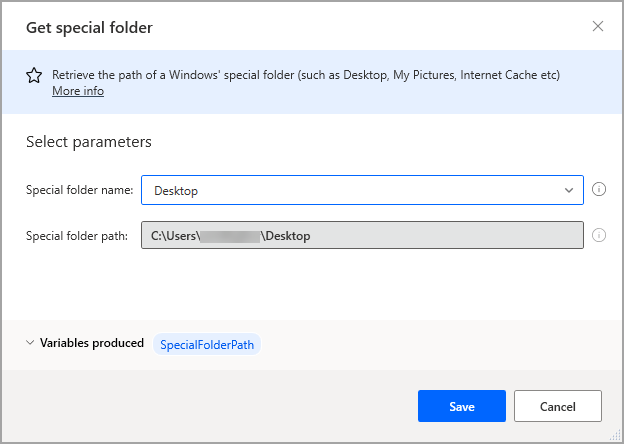 Get special folder
Retrieve the path of a Windows' special folder (such as Desktop, My Pictures, Internet Cache etc)
More info
Select parameters
Special folder name: Desktop
Special folder path: C:\Users\ \Desktop
Variables produced SpecialFolderPath
Save Cancel